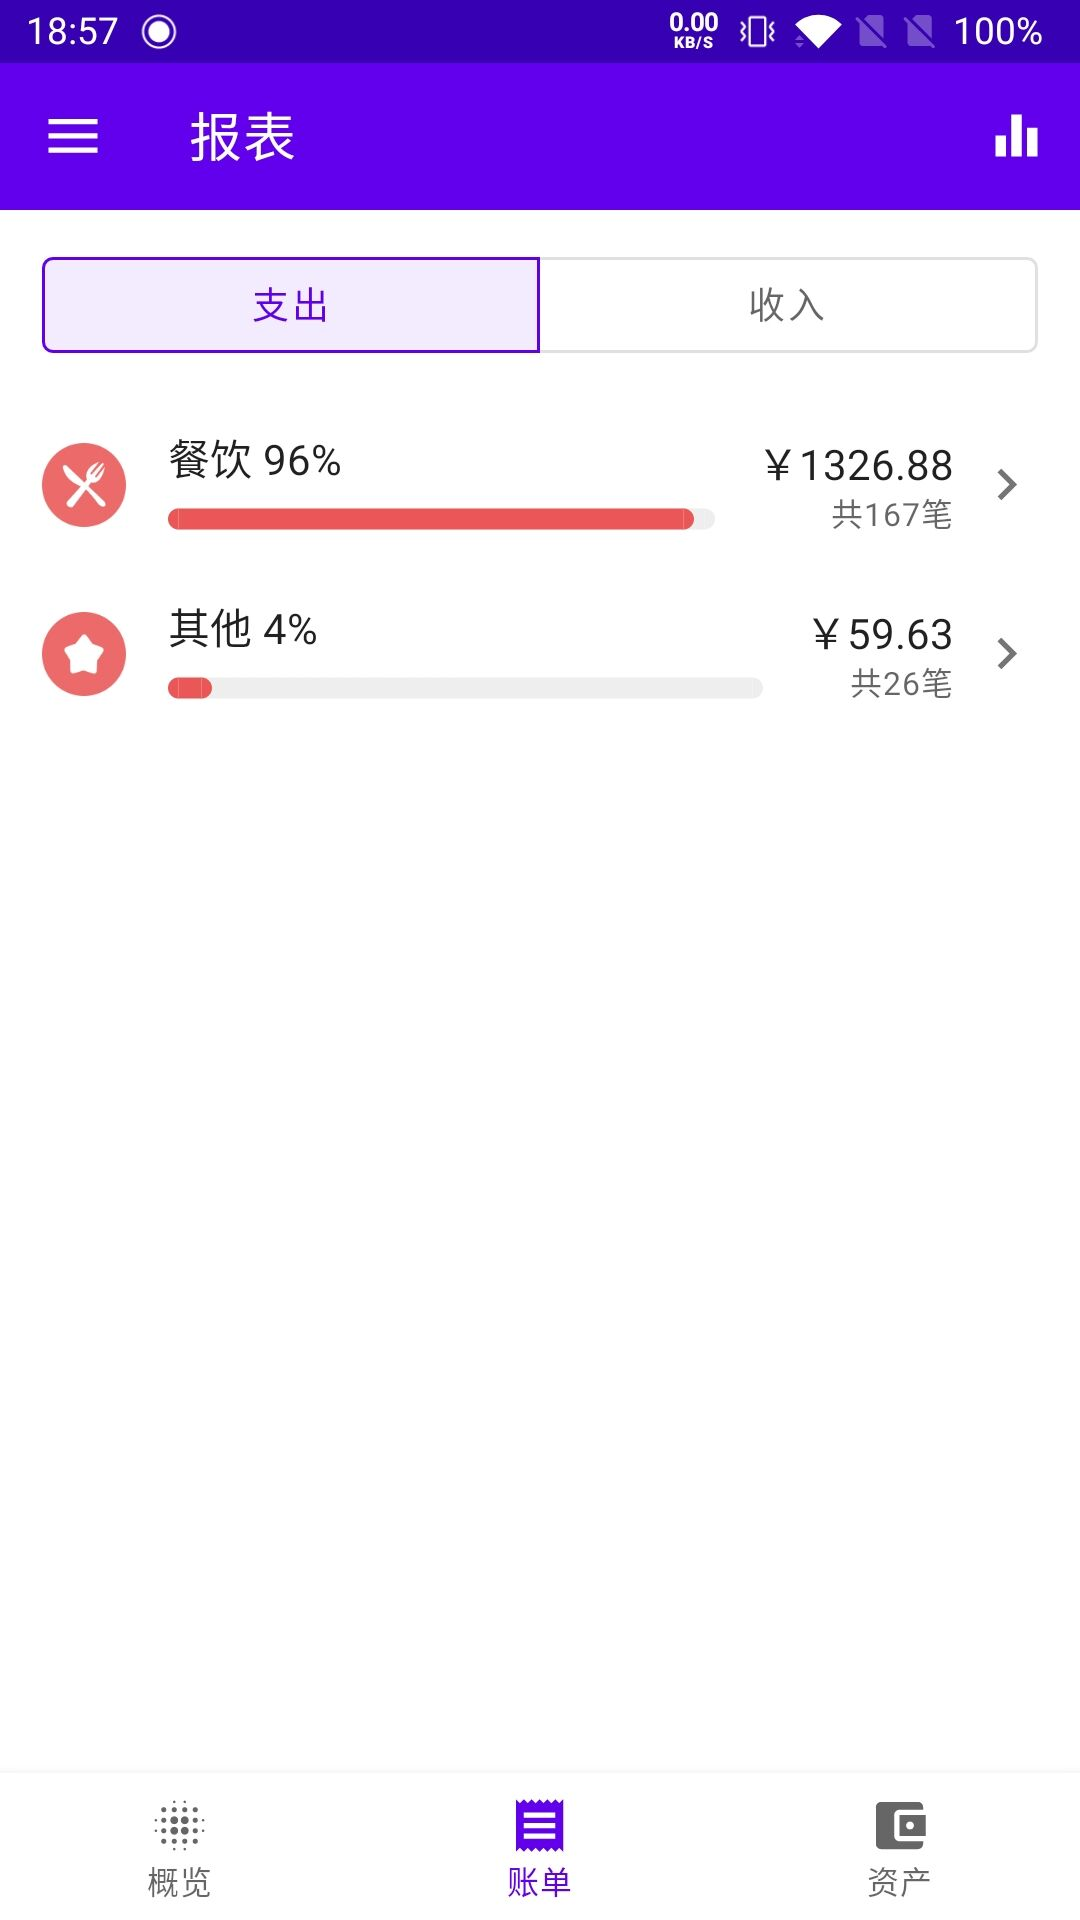 18:57 0.00 KB/S 100%
报表
支出 收入
餐饮 96% ￥1326.88
共167笔
其他 4% ￥59.63
共26笔
概览 账单 资产